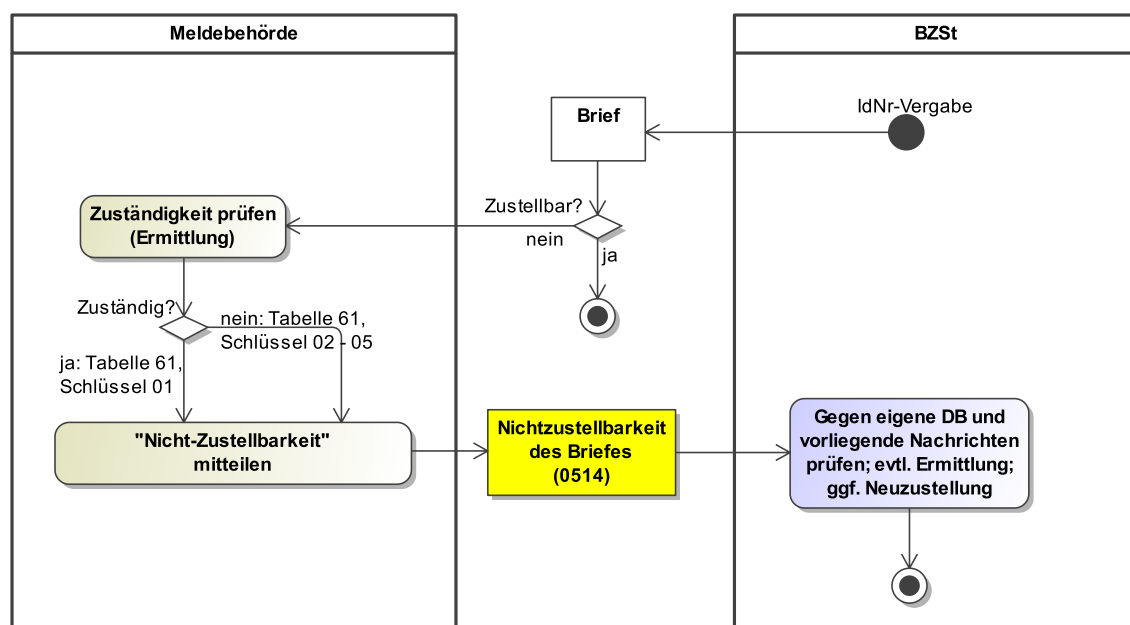 Meldebehörde
BZSt
IdNr-Vergabe
Brief
Zustellbar?
nein
ja
Zuständigkeit prüfen
(Ermittlung)
Zuständig?
nein: Tabelle 61,
Schlüssel 02 - 05
ja: Tabelle 61,
Schlüssel 01
"Nicht-Zustellbarkeit"
mitteilen
Nichtzustellbarkeit
des Briefes
(0514)
Gegen eigene DB und
vorliegende Nachrichten
prüfen; evtl. Ermittlung;
ggf. Neuzustellung